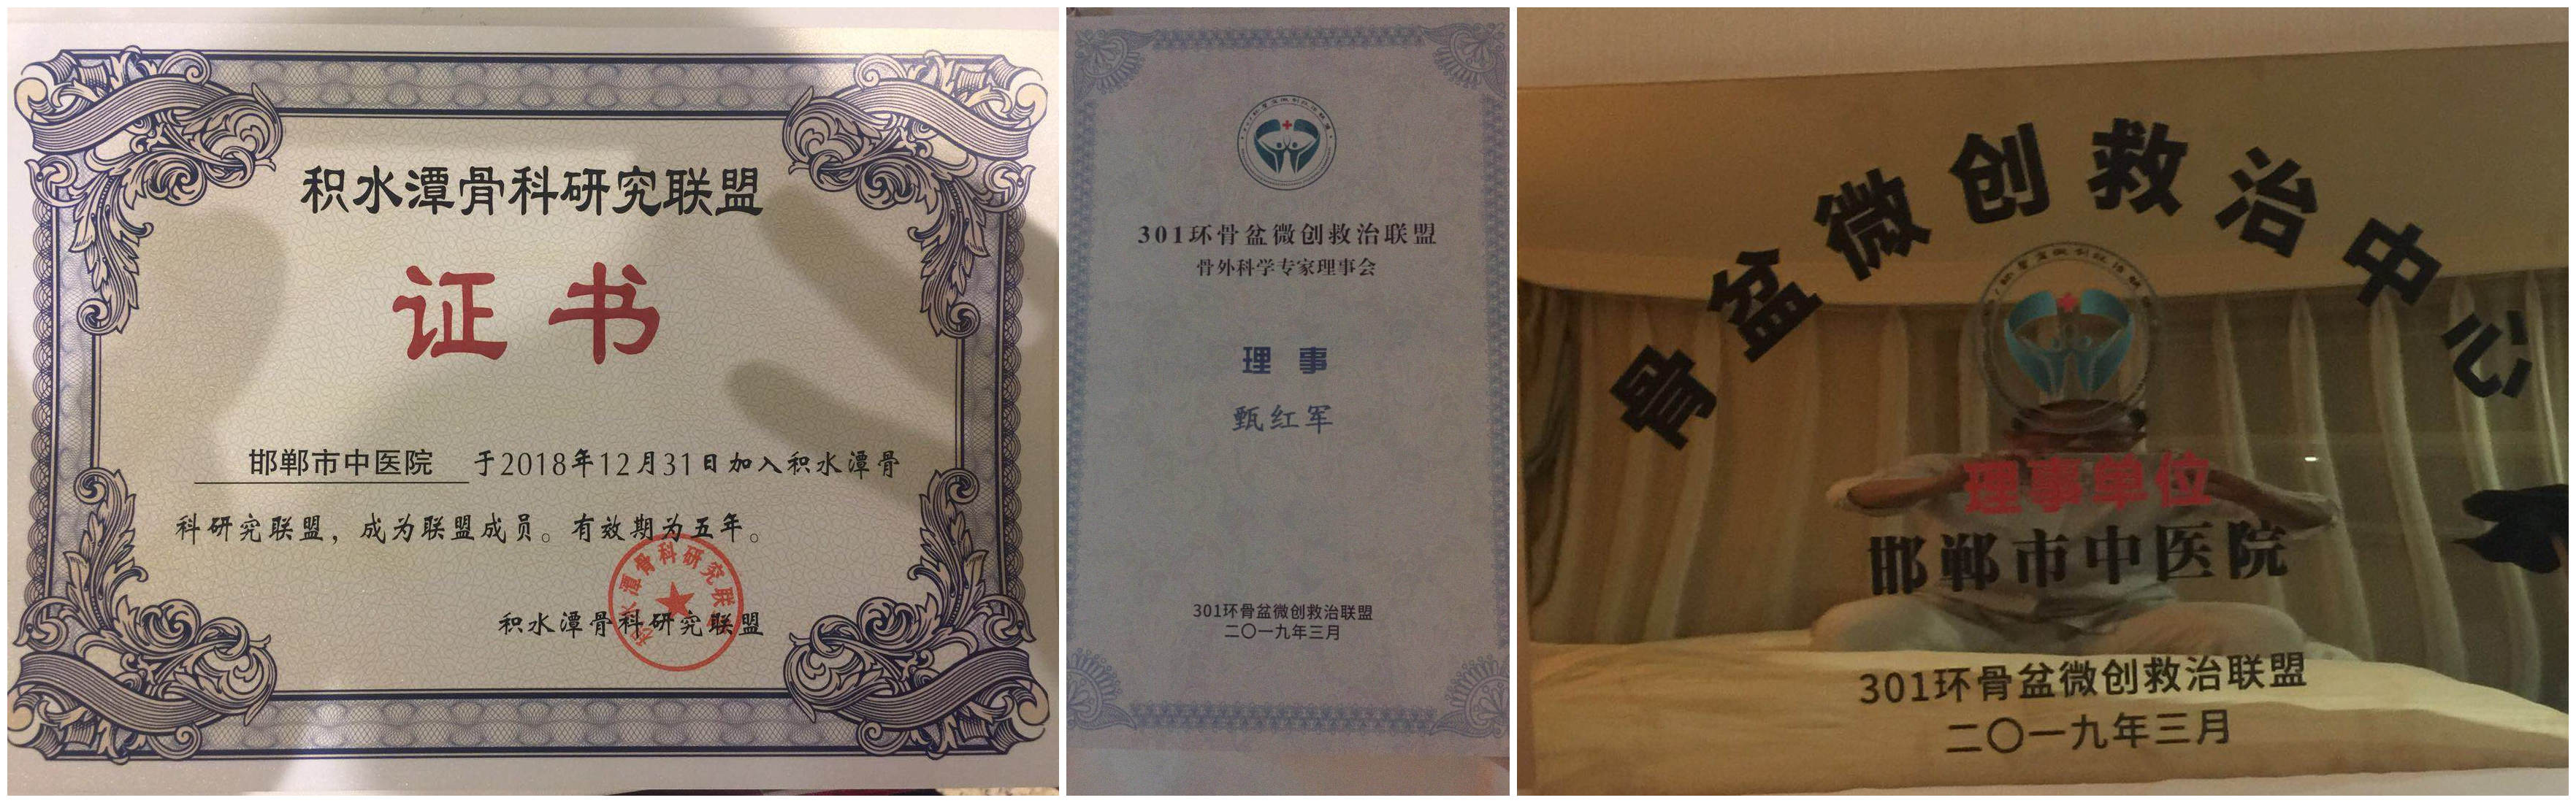 积水潭骨科研究联盟
证书
邯郸市中医院 于2018年12月31日加入积水潭骨
科研究联盟，成为联盟成员。有效期为五年。
积水潭骨科研究联盟
水潭骨科研究联
301环骨盆微创救治联盟
骨外科学专家理事会
理 事
甄红军
301环骨盆微创救治联盟
二〇一九年三月
骨盆微创救治中心
理事单位
邯郸市中医院
301环骨盆微创救治联盟
二〇一九年三月